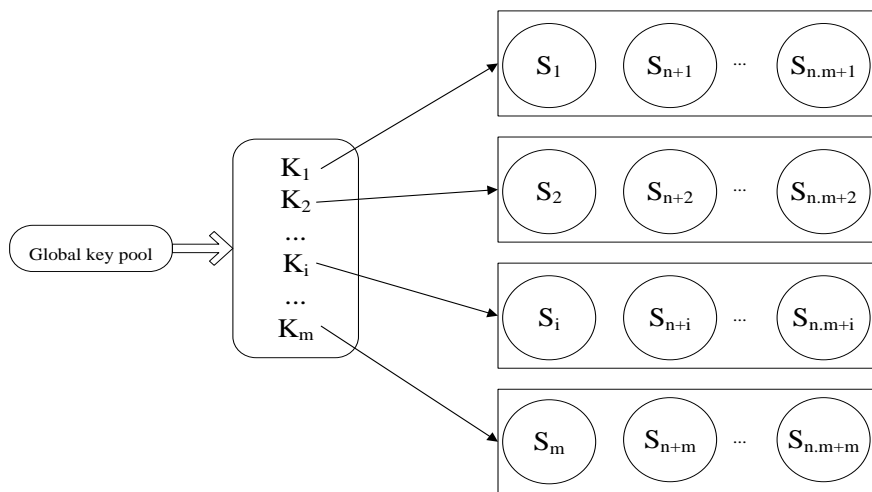 S₁ Sₙ₊₁ ... Sₙ.ₘ₊₁
K₁
K₂
S₂ Sₙ₊₂ ... Sₙ.ₘ₊₂
...
Global key pool
Kᵢ
...
Sᵢ Sₙ₊ᵢ ... Sₙ.ₘ₊ᵢ
Kₘ
Sₘ Sₙ₊ₘ ... Sₙ.ₘ₊ₘ